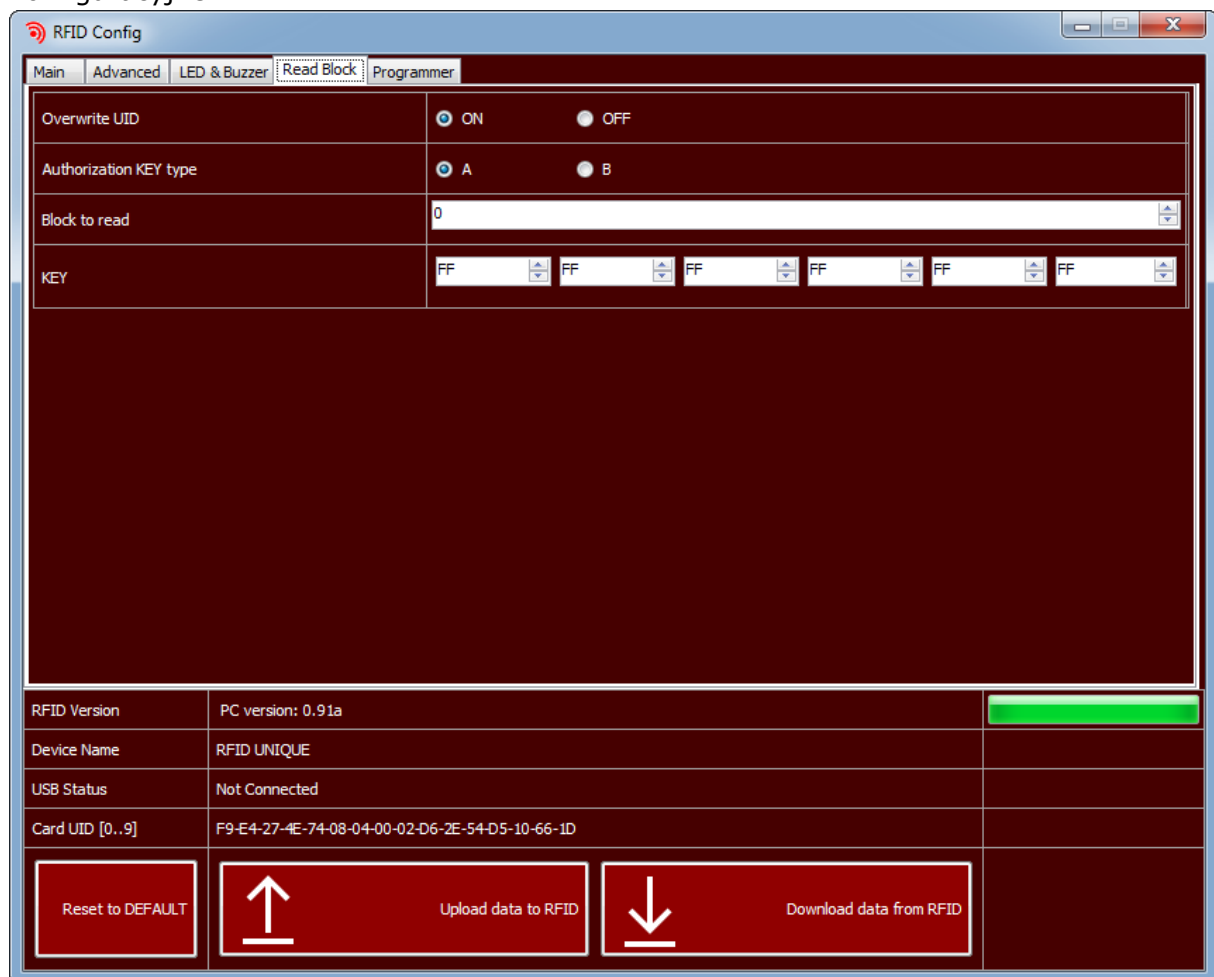 RFID Config
Main Advanced LED & Buzzer Read Block Programmer
Overwrite UID ON OFF
Authorization KEY type A B
Block to read 0
KEY FF FF FF FF FF FF
RFID Version PC version: 0.91a
Device Name RFID UNIQUE
USB Status Not Connected
Card UID [0..9] F9-E4-27-4E-74-08-04-00-02-D6-2E-54-D5-10-66-1D
Reset to DEFAULT Upload data to RFID Download data from RFID